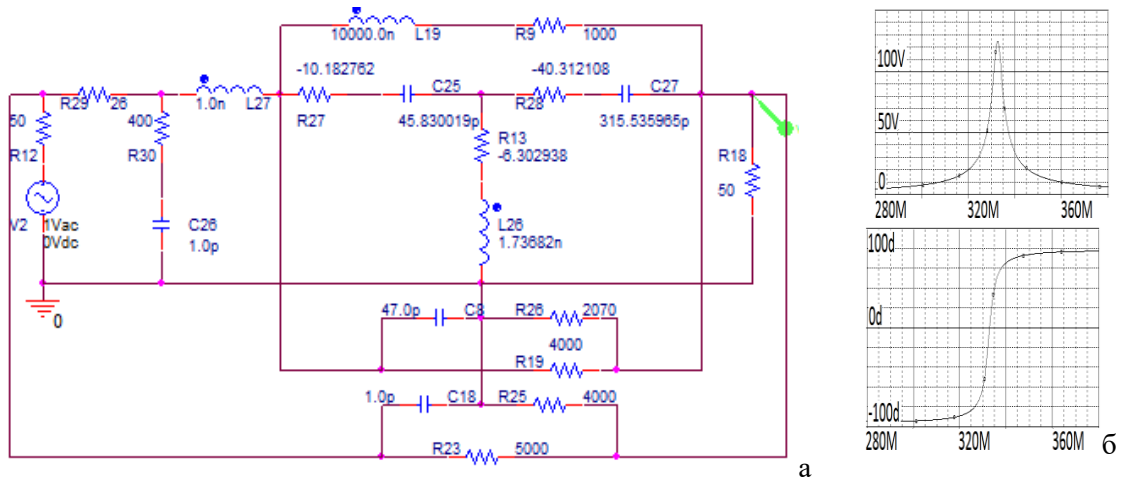 10000.0n L19 R9 1000
-10.182762 C25 -40.312108 C27
R29 26 1.0n L27 R27 45.830019p R28 315.535965p
50 400 R13
R12 R30 -6.302938 R18
50
V2 1Vac C26 L26
0Vdc 1.0p 1.73682n
0
47.0p C8 R26 2070
4000
R19
1.0p C18 R25 4000
R23 5000
а
100V
50V
0
280M 320M 360M
100d
0d
-100d
280M 320M 360M
б